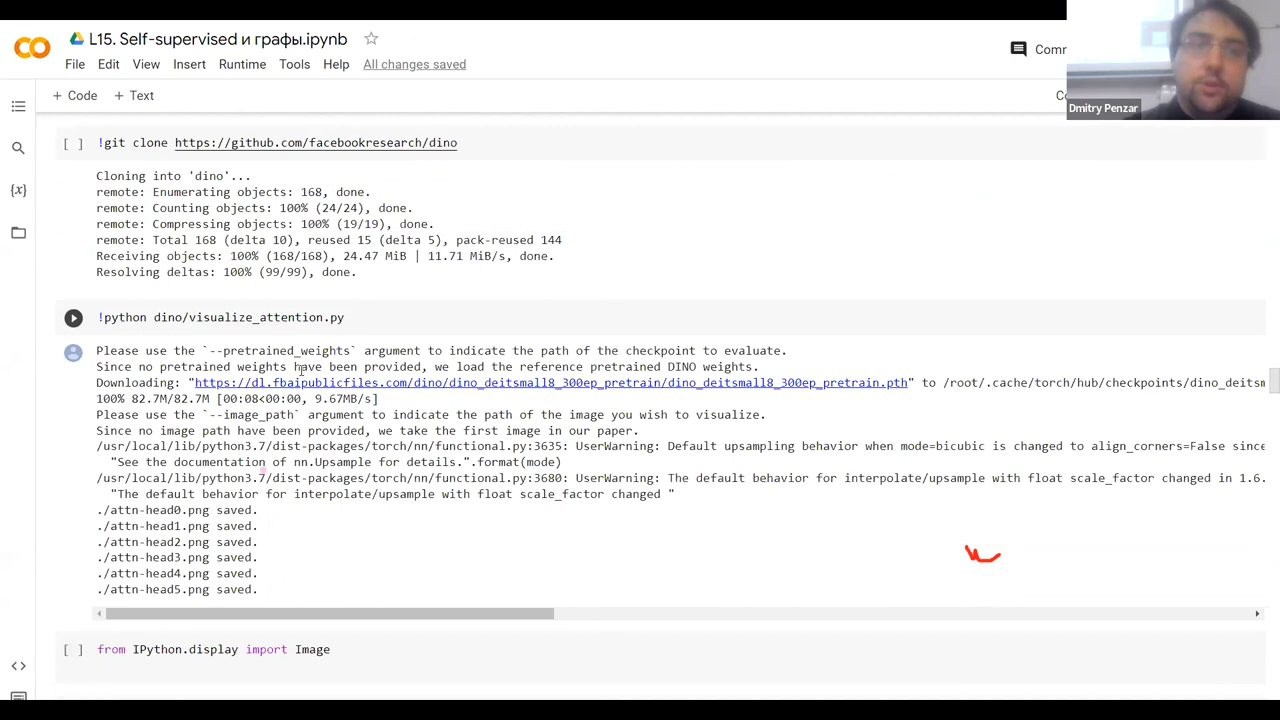 L15. Self-supervised и графы.ipynb
File Edit View Insert Runtime Tools Help All changes saved
Comm
Dmitry Penzar
+ Code + Text
Co
[ ] !git clone https://github.com/facebookresearch/dino
Cloning into 'dino'...
remote: Enumerating objects: 168, done.
remote: Counting objects: 100% (24/24), done.
remote: Compressing objects: 100% (19/19), done.
remote: Total 168 (delta 10), reused 15 (delta 5), pack-reused 144
Receiving objects: 100% (168/168), 24.47 MiB | 11.71 MiB/s, done.
Resolving deltas: 100% (99/99), done.
{x}
!python dino/visualize_attention.py
Please use the `--pretrained_weights` argument to indicate the path of the checkpoint to evaluate.
Since no pretrained weights have been provided, we load the reference pretrained DINO weights.
Downloading: "https://dl.fbaipublicfiles.com/dino/dino_deitsmall8_300ep_pretrain/dino_deitsmall8_300ep_pretrain.pth" to /root/.cache/torch/hub/checkpoints/dino_deitsm
100% 82.7M/82.7M [00:08<00:00, 9.67MB/s]
Please use the `--image_path` argument to indicate the path of the image you wish to visualize.
Since no image path have been provided, we take the first image in our paper.
/usr/local/lib/python3.7/dist-packages/torch/nn/functional.py:3635: UserWarning: Default upsampling behavior when mode=bicubic is changed to align_corners=False since
"See the documentation of nn.Upsample for details.".format(mode)
/usr/local/lib/python3.7/dist-packages/torch/nn/functional.py:3680: UserWarning: The default behavior for interpolate/upsample with float scale_factor changed in 1.6.
"The default behavior for interpolate/upsample with float scale_factor changed "
./attn-head0.png saved.
./attn-head1.png saved.
./attn-head2.png saved.
./attn-head3.png saved.
./attn-head4.png saved.
./attn-head5.png saved.
[ ] from IPython.display import Image